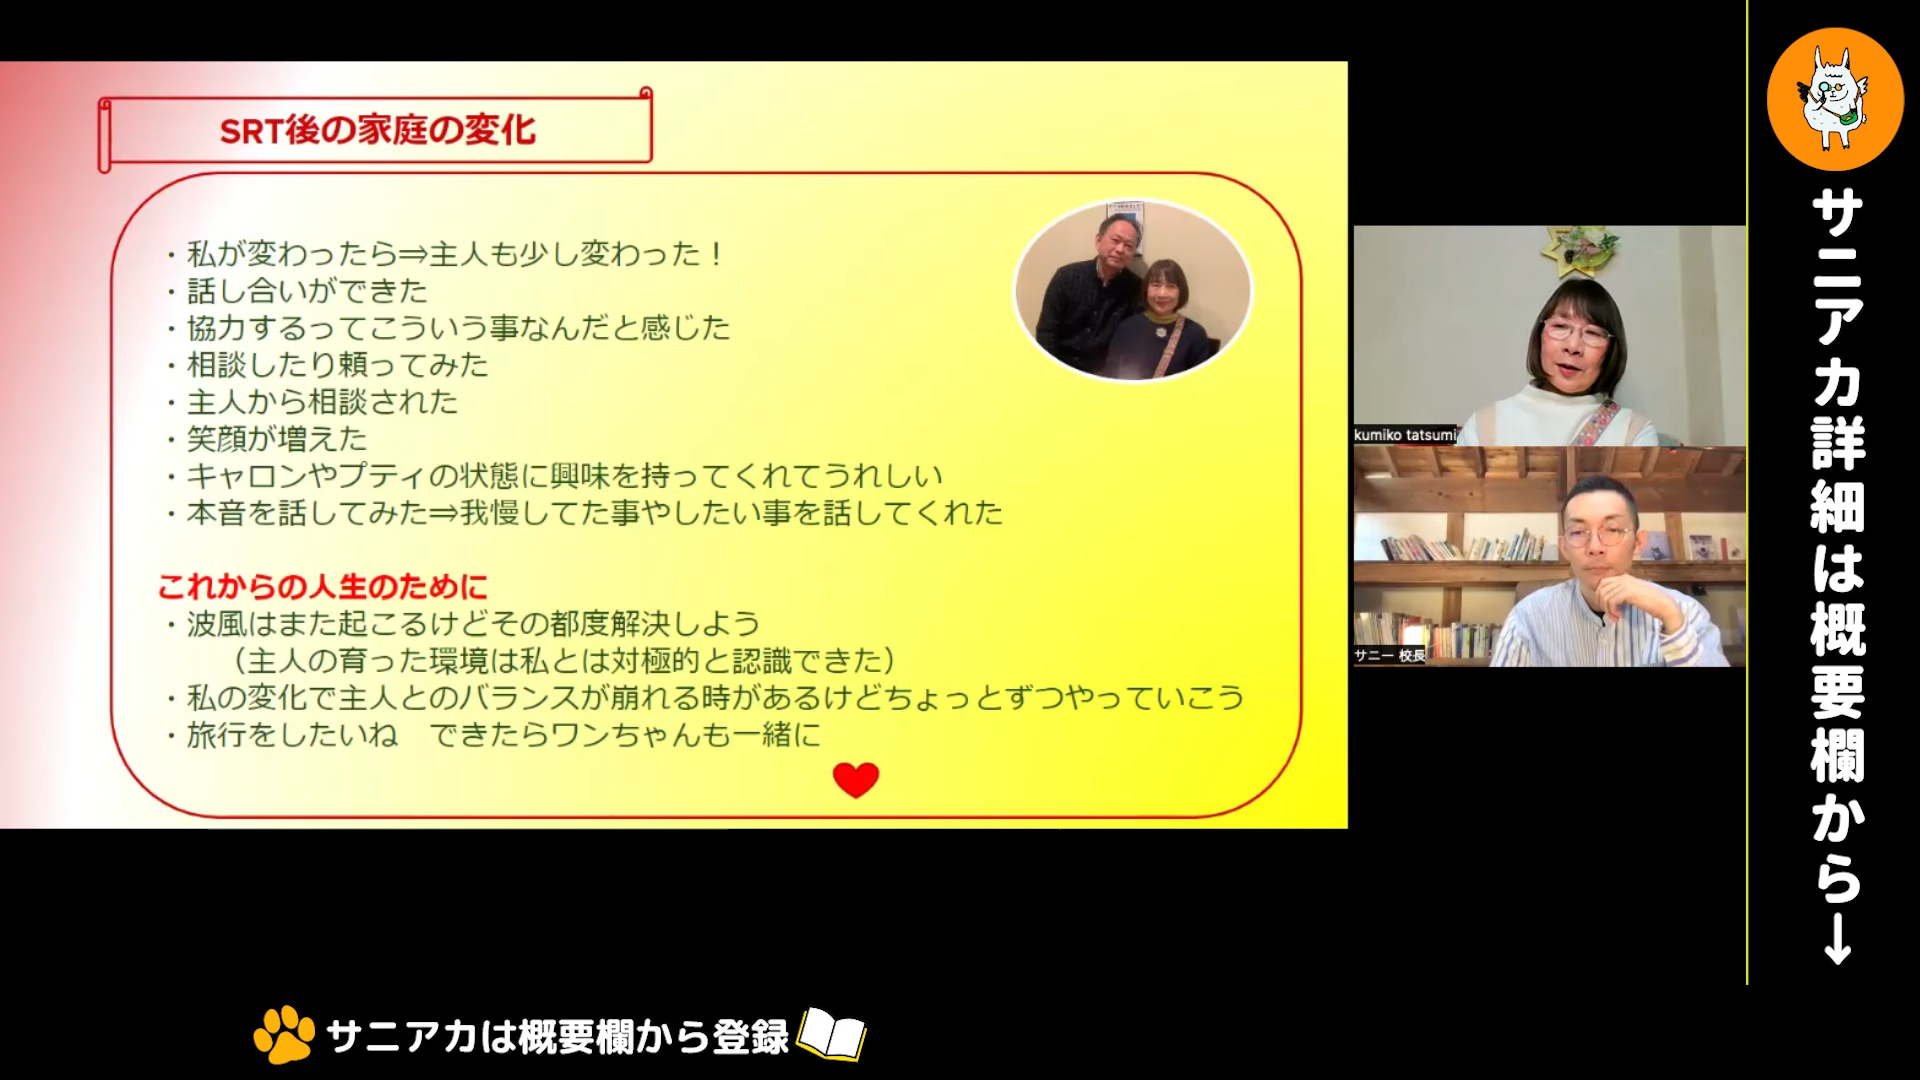 SRT後の家庭の変化
・私が変わったら⇒主人も少し変わった！
・話し合いができた
・協力するってこういう事なんだと感じた
・相談したり頼ってみた
・主人から相談された
・笑顔が増えた
・キャロンやプティの状態に興味を持ってくれてうれしい
・本音を話してみた⇒我慢してた事やしたい事を話してくれた
これからの人生のために
・波風はまた起こるけどその都度解決しよう
（主人の育った環境は私とは対極的と認識できた）
・私の変化で主人とのバランスが崩れる時があるけどちょっとずつやっていこう
・旅行をしたいね　できたらワンちゃんも一緒に
kumiko tatsumi
サニー 校長
サニアカ詳細は概要欄から→
サニアカは概要欄から登録